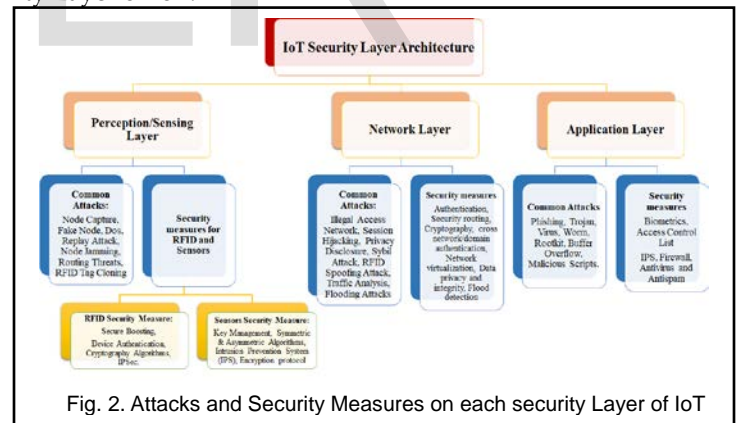 IoT Security Layer Architecture
Perception/Sensing
Layer
Network Layer
Application Layer
Common
Attacks:
Node Capture,
Fake Node, Dos,
Replay Attack,
Node Jamming,
Routing Threats,
RFID Tag Cloning
Security
measures for
RFID and
Sensors
RFID Security Measure:
Secure Boosting,
Device Authentication,
Cryptography Algorithms,
IPSec.
Sensors Security Measure:
Key Management, Symmetric
& Asymmetric Algorithms,
Intrusion Prevention System
(IPS), Encryption protocol
Common
Attacks:
Illegal Access
Network, Session
Hijacking, Privacy
Disclosure, Sybil
Attack, RFID
Spoofing Attack,
Traffic Analysis,
Flooding Attacks
Security measures
Authentication,
Security routing,
Cryptography, cross
network/domain
authentication,
Network
virtualization, Data
privacy and
integrity, Flood
detection
Common Attacks
Phishing, Trojan,
Virus, Worm,
Rootkit, Buffer
Overflow,
Malicious Scripts.
Security
measures
Biometrics,
Access Control
List
IPS, Firewall,
Antivirus and
Antispam
Fig. 2. Attacks and Security Measures on each security Layer of IoT